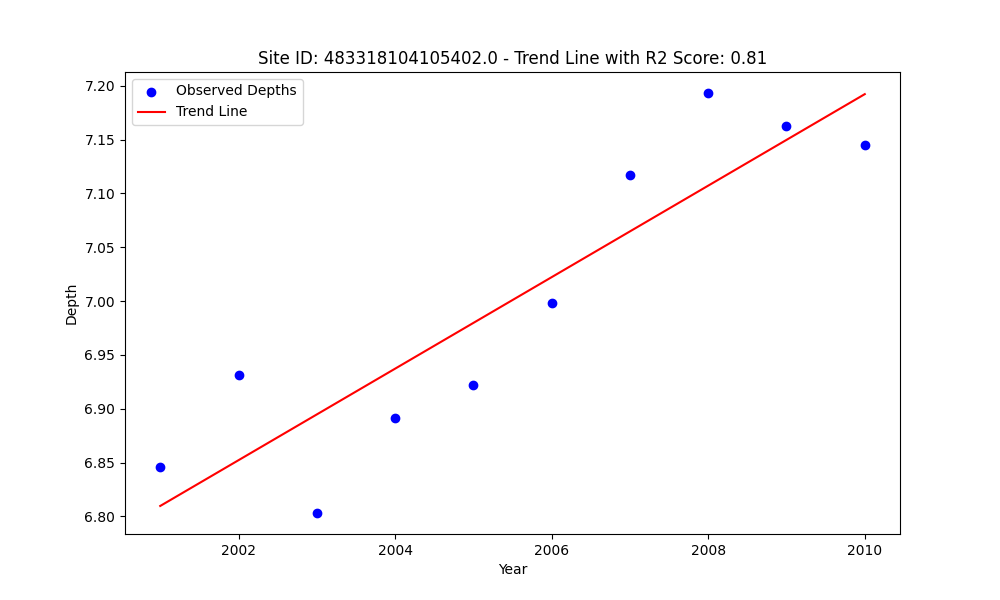 Site ID: 483318104105402.0 - Trend Line with R2 Score: 0.81
Observed Depths
Trend Line
7.20
7.15
7.10
7.05
7.00
6.95
6.90
6.85
6.80
Depth
2002 2004 2006 2008 2010
Year